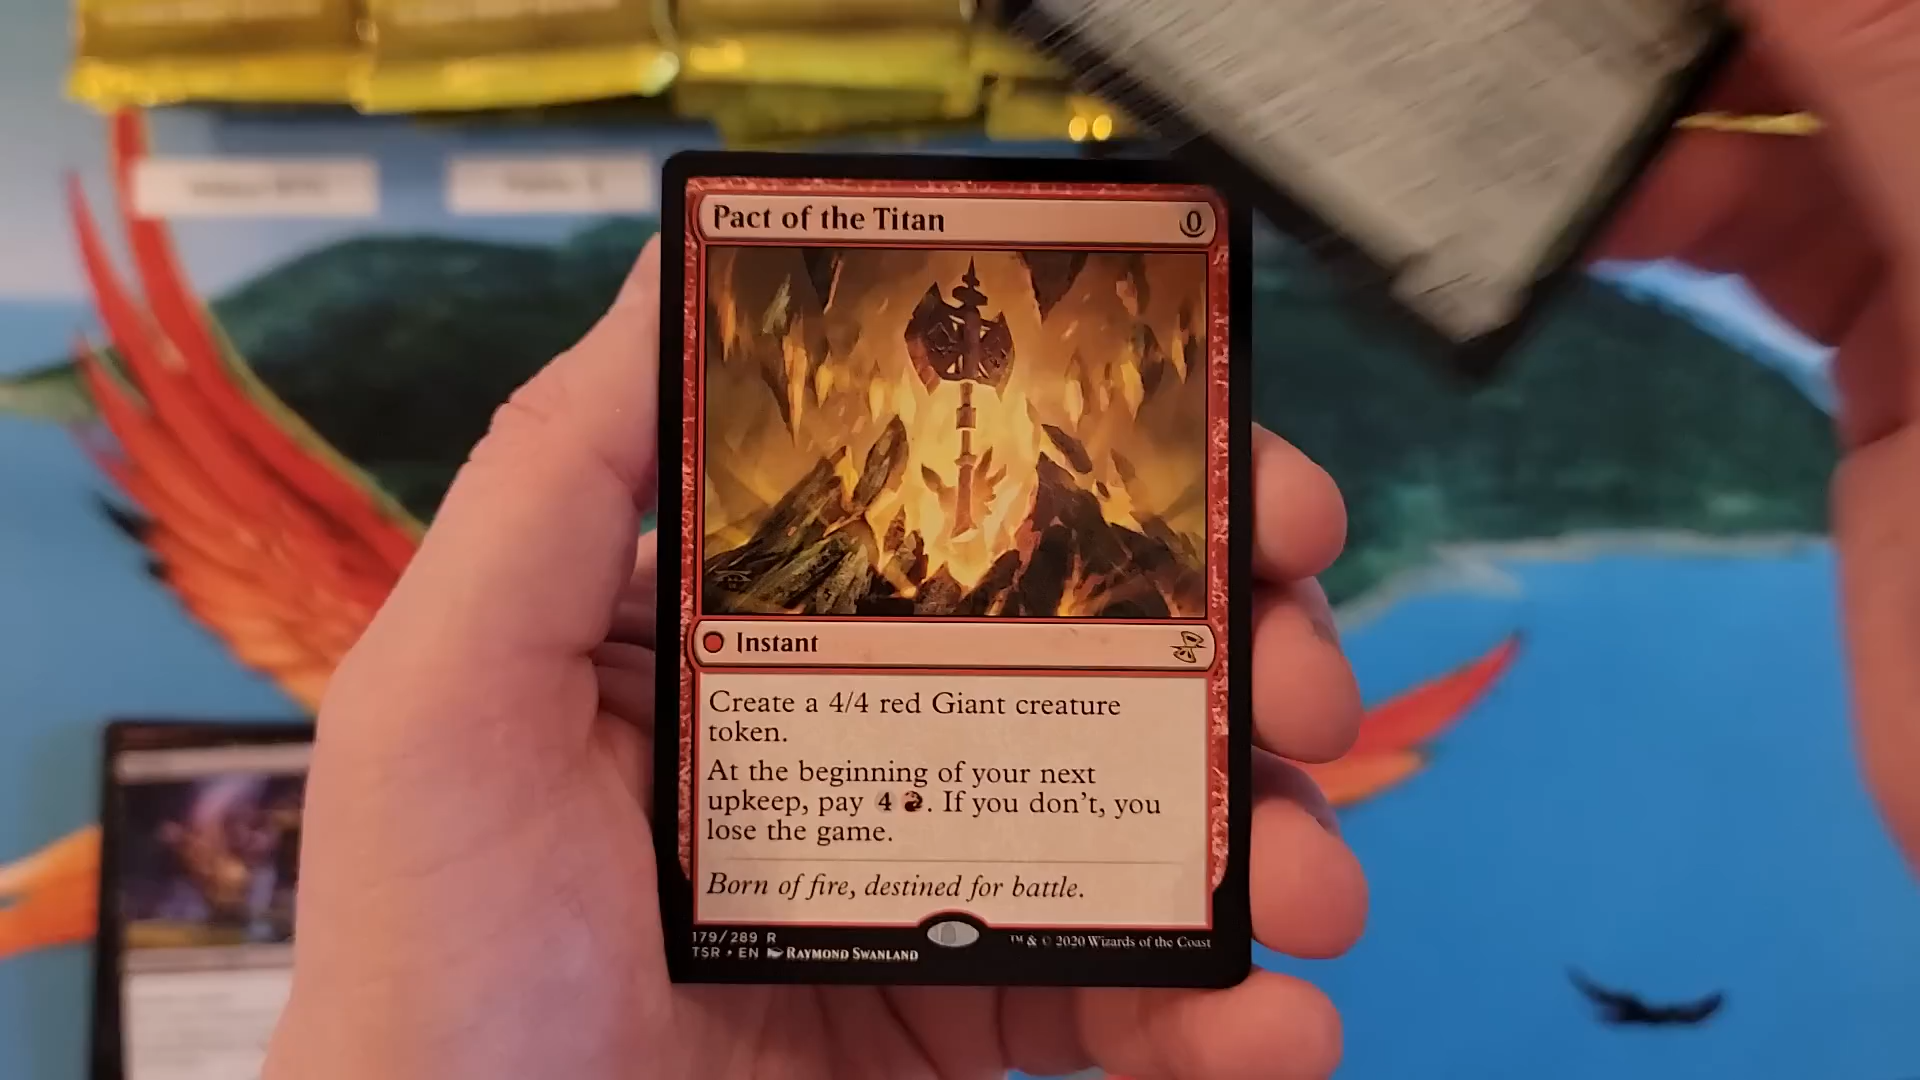 Pact of the Titan 0
Instant
Create a 4/4 red Giant creature
token.
At the beginning of your next
upkeep, pay 4 . If you don't, you
lose the game.
Born of fire, destined for battle.
179/289 R
TSR • EN RAYMOND SWANLAND
™ & © 2020 Wizards of the Coast